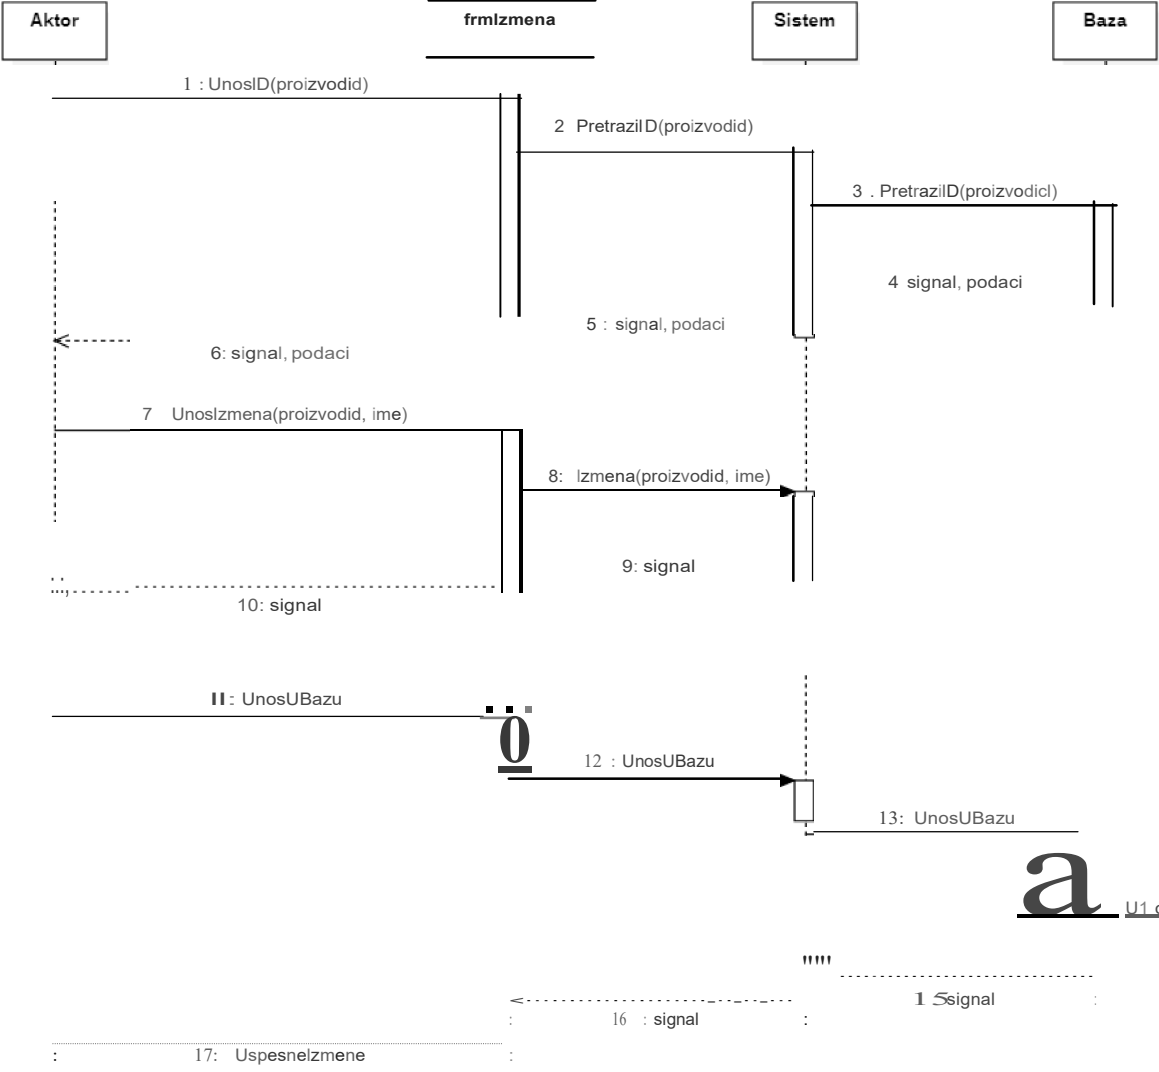 Aktor
frmIzmena
Sistem
Baza
1 : UnosID(proizvodid)
2 PretraziID(proizvodid)
3 . PretraziID(proizvodicl)
4 signal, podaci
5 : signal, podaci
6: signal, podaci
7 UnosIzmena(proizvodid, ime)
8: Izmena(proizvodid, ime)
9: signal
10: signal
II : UnosUBazu
0
12 : UnosUBazu
13: UnosUBazu
a
U1
"""
15signal
16 : signal
17: UspesneIzmene